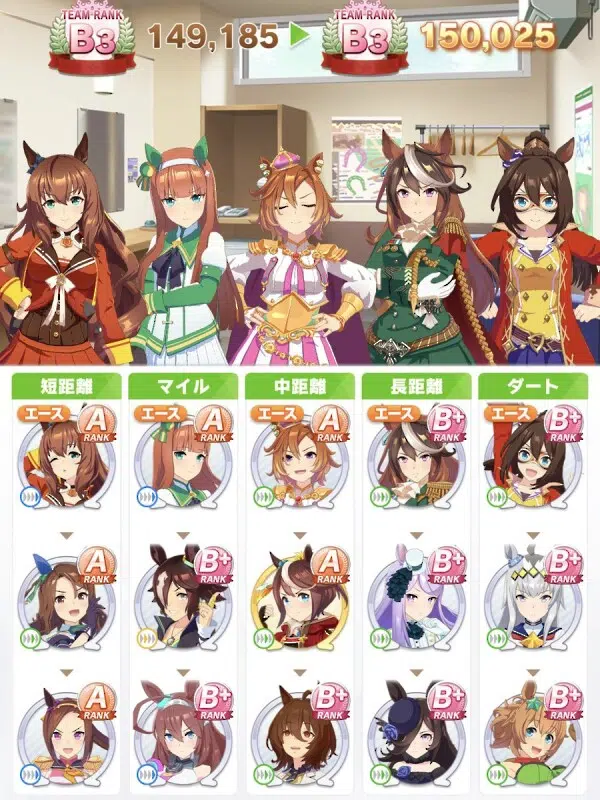 TEAM-RANK TEAM-RANK
B3 149,185 B3 150,025
短距離 マイル 中距離 長距離 ダート
エース A RANK エース A RANK エース A RANK エース B+ RANK エース B+ RANK
A RANK B+ RANK A RANK B+ RANK B+ RANK
A RANK B+ RANK B+ RANK B+ RANK B+ RANK